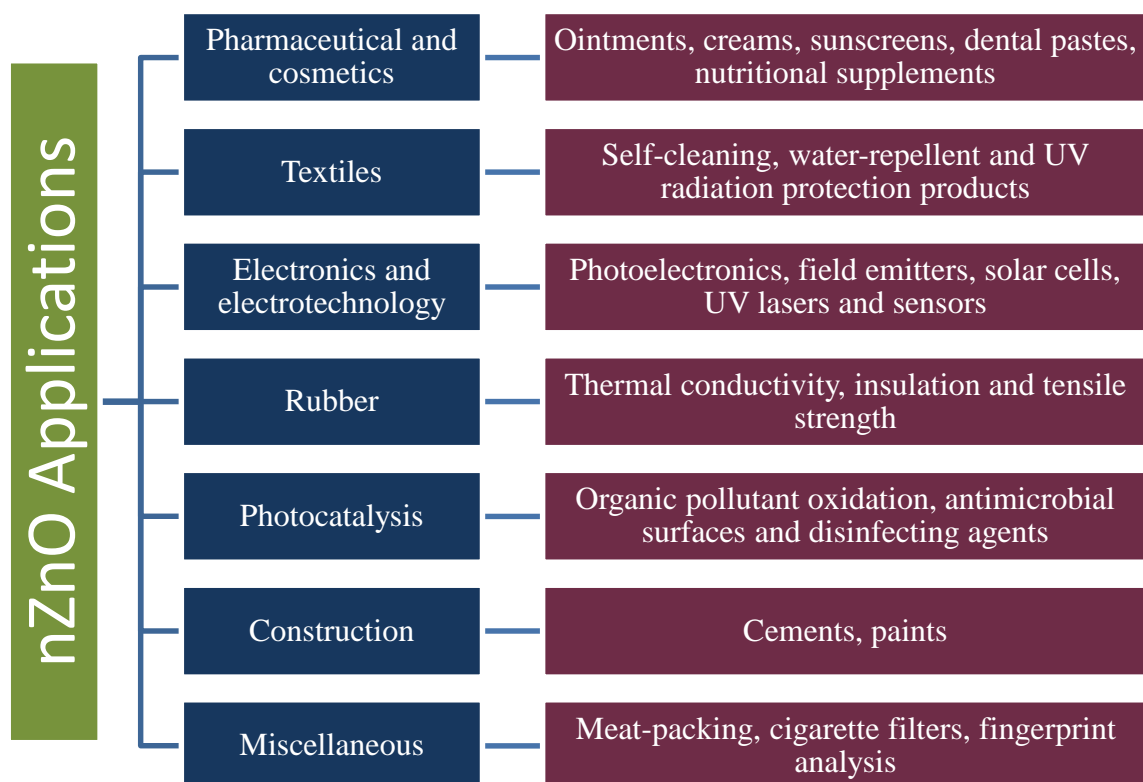 nZnO Applications
Pharmaceutical and
cosmetics
Ointments, creams, sunscreens, dental pastes,
nutritional supplements
Textiles
Self-cleaning, water-repellent and UV
radiation protection products
Electronics and
electrotechnology
Photoelectronics, field emitters, solar cells,
UV lasers and sensors
Rubber
Thermal conductivity, insulation and tensile
strength
Photocatalysis
Organic pollutant oxidation, antimicrobial
surfaces and disinfecting agents
Construction
Cements, paints
Miscellaneous
Meat-packing, cigarette filters, fingerprint
analysis